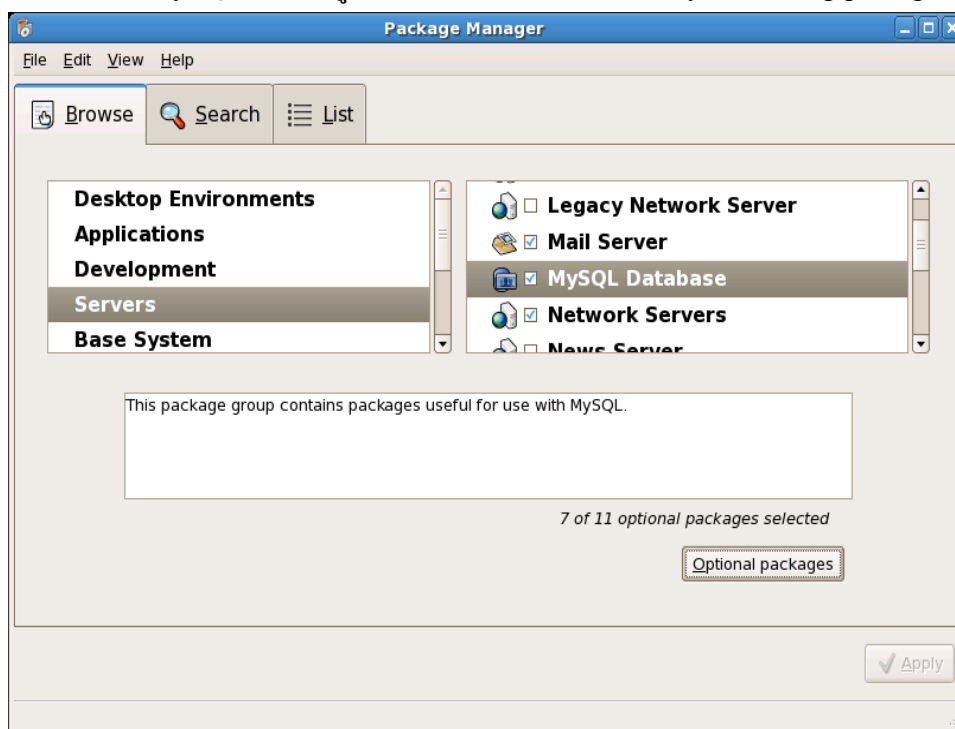 Package Manager
File Edit View Help
Browse Search List
Desktop Environments
Applications
Development
Servers
Base System
Legacy Network Server
Mail Server
MySQL Database
Network Servers
News Server
This package group contains packages useful for use with MySQL.
7 of 11 optional packages selected
Optional packages
Apply